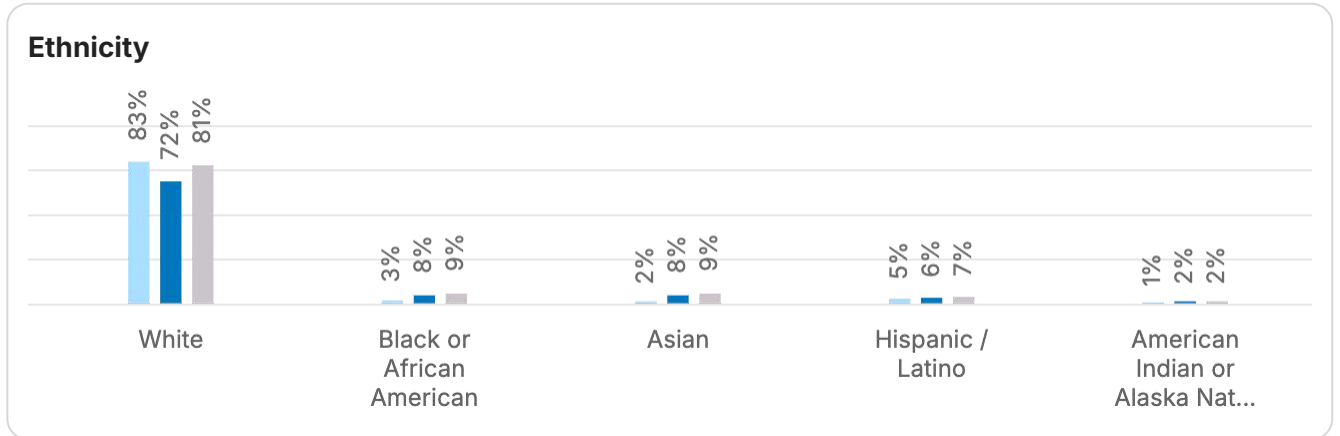 Ethnicity
83% 72% 81%
3% 8% 9%
2% 8% 9%
5% 6% 7%
1% 2% 2%
White
Black or
African
American
Asian
Hispanic /
Latino
American
Indian or
Alaska Nat...